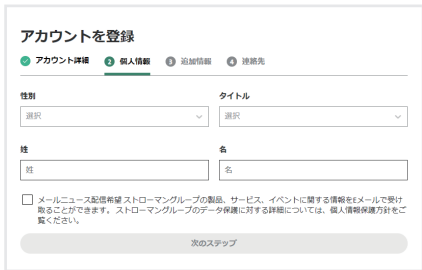 アカウントを登録
アカウント詳細 2 個人情報 3 追加情報 4 連絡先
性別 タイトル
選択 選択
姓 名
姓 名
メールニュース配信希望 ストローマングループの製品、サービス、イベントに関する情報をEメールで受け
取ることができます。 ストローマングループのデータ保護に対する詳細については、個人情報保護方針をご
覧ください。
次のステップ